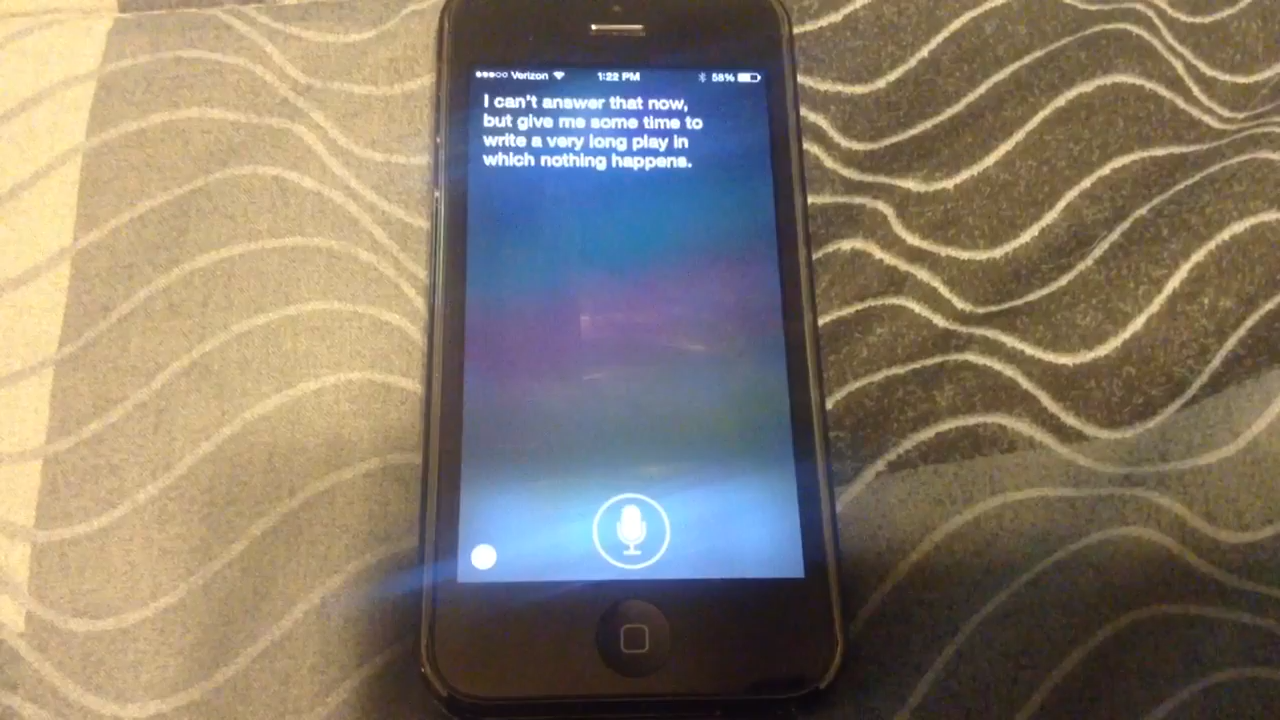 Verizon 1:22 PM 58%
I can't answer that now,
but give me some time to
write a very long play in
which nothing happens.